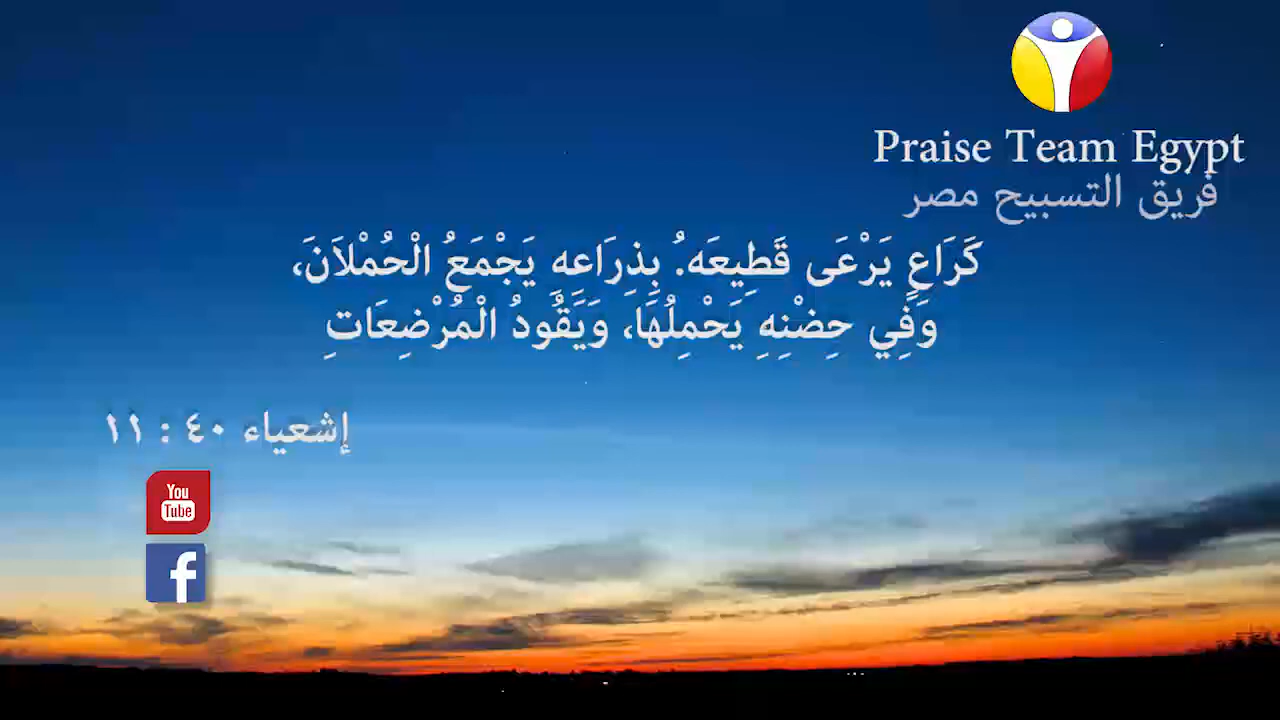 Praise Team Egypt
فريق التسبيح مصر
كَرَاعٍ يَرْعَى قَطِيعَهُ. بِذِرَاعِهِ يَجْمَعُ الْحُمْلاَنَ،
وَفِي حِضْنِهِ يَحْمِلُهَا، وَيَقُودُ الْمُرْضِعَاتِ
إشعياء ٤٠ : ١١
You
Tube
f